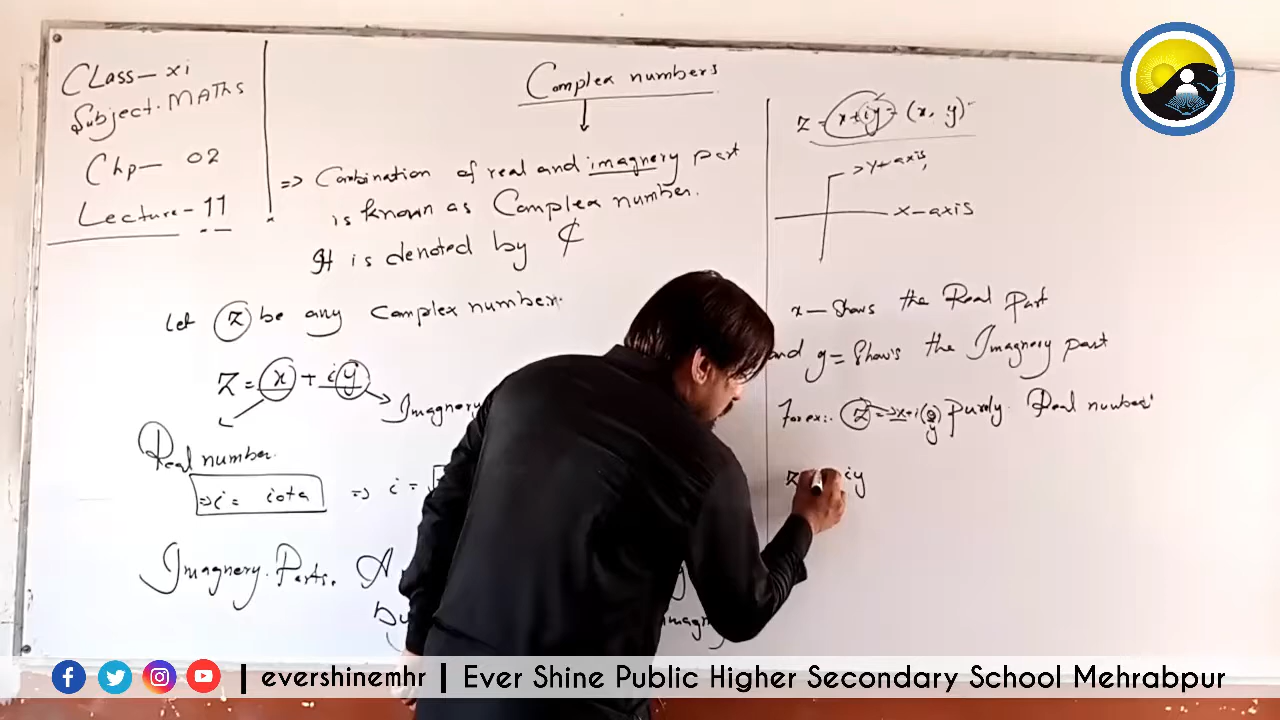 CLass - xi
Subject. MATHs
Chp - 02
Lecture - 11
Complex numbers
=> Combination of real and imagnery part
is known as Complex number.
It is denoted by ₵
Let z be any Complex number.
Z = x + iy
Imagnery
Real number.
=> i = iota => i =
Imagnery. Parts. A
by
z = x + iy = (x, y)
> Y-axis,
X-axis
x — Shows the Real Part
and y = Shows the Imagnery part
For ex:. z = x + i(0) purely Real number
y
z iy
| evershinemhr | Ever Shine Public Higher Secondary School Mehrabpur